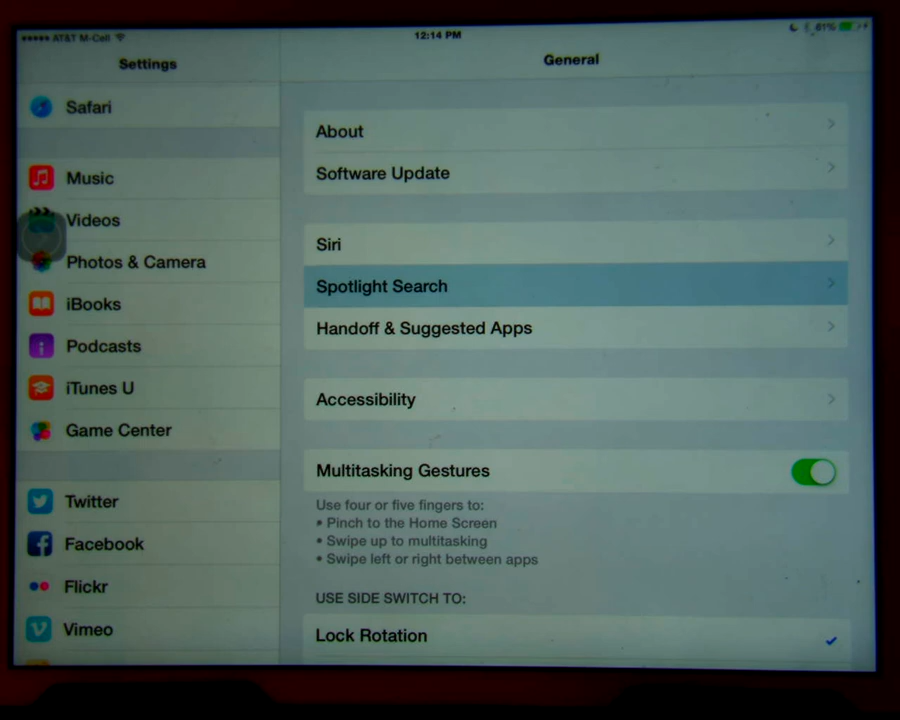 AT&T M-Cell
12:14 PM
61%
Settings
General
Safari
Music
Videos
Photos & Camera
iBooks
Podcasts
iTunes U
Game Center
Twitter
Facebook
Flickr
Vimeo
About
Software Update
Siri
Spotlight Search
Handoff & Suggested Apps
Accessibility
Multitasking Gestures
Use four or five fingers to:
• Pinch to the Home Screen
• Swipe up to multitasking
• Swipe left or right between apps
USE SIDE SWITCH TO:
Lock Rotation